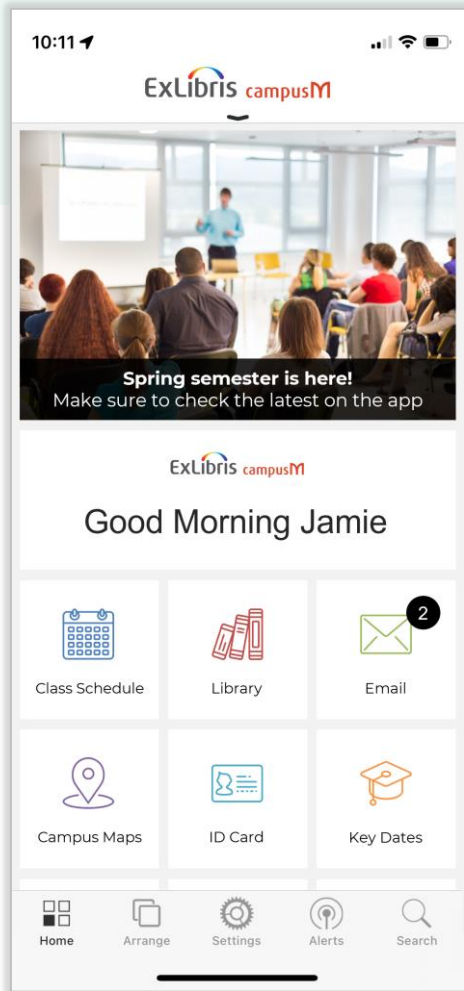 10:11
ExLibris campusM
Spring semester is here!
Make sure to check the latest on the app
ExLibris campusM
Good Morning Jamie
2
Class Schedule
Library
Email
Campus Maps
ID Card
Key Dates
Home
Arrange
Settings
Alerts
Search